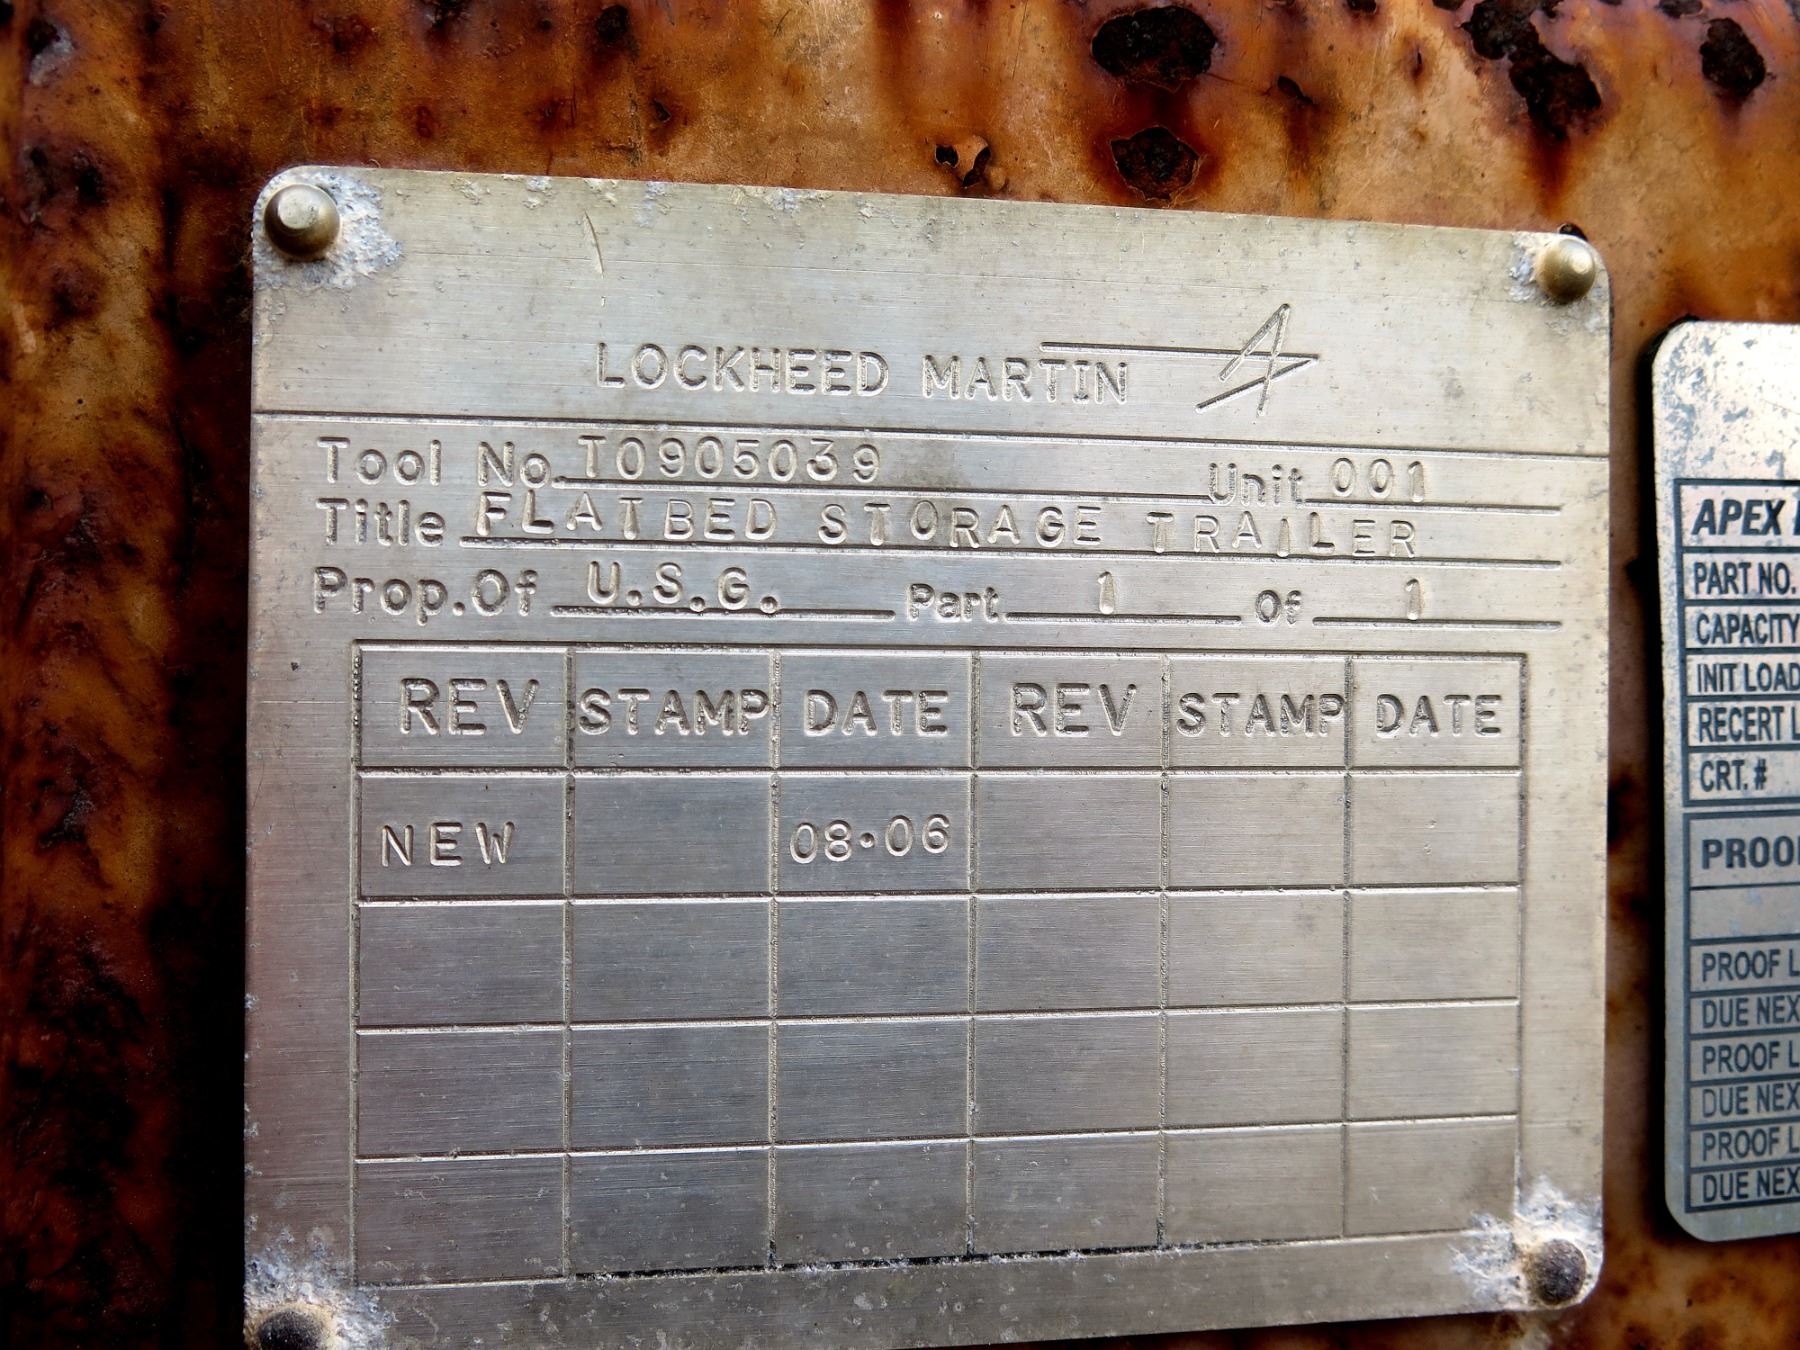 LOCKHEED MARTIN
Tool No. T0905039 Unit 001
Title FLATBED STORAGE TRAILER
Prop. Of U.S.G. Part 1 Of 1
REV STAMP DATE REV STAMP DATE
NEW 08·06
APEX
PART NO.
CAPACITY
INIT LOAD
RECERT L
CRT. #
PROO
PROOF L
DUE NEX
PROOF L
DUE NEX
PROOF L
DUE NEX